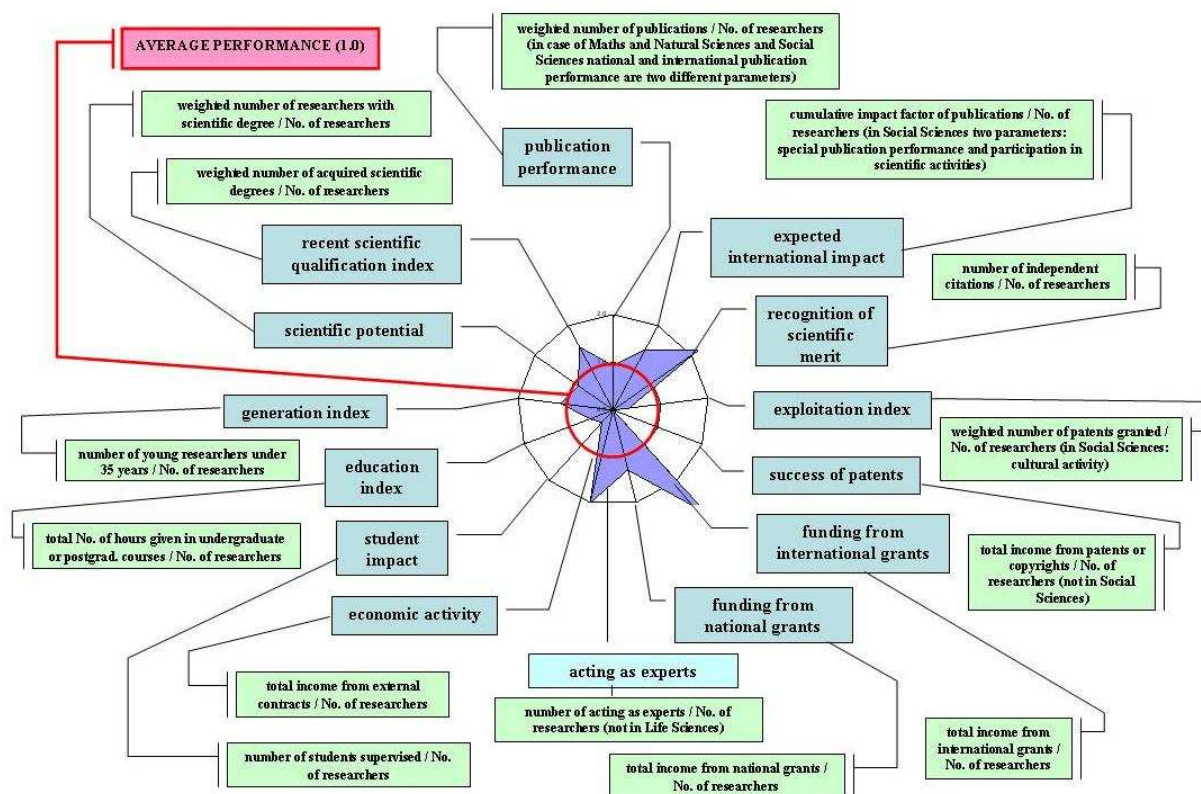 AVERAGE PERFORMANCE (1.0)
weighted number of publications / No. of researchers
(in case of Maths and Natural Sciences and Social
Sciences national and international publication
performance are two different parameters)
weighted number of researchers with
scientific degree / No. of researchers
cumulative impact factor of publications / No. of
researchers (in Social Sciences two parameters:
special publication performance and participation in
scientific activities)
publication
performance
weighted number of acquired scientific
degrees / No. of researchers
recent scientific
qualification index
expected
international impact
number of independent
citations / No. of researchers
scientific potential
2.0
recognition of
scientific
merit
generation index
exploitation index
number of young researchers under
35 years / No. of researchers
education
index
weighted number of patents granted /
No. of researchers (in Social Sciences:
cultural activity)
success of patents
total No. of hours given in undergraduate
or postgrad. courses / No. of researchers
student
impact
funding from
international grants
total income from patents or
copyrights / No. of
researchers (not in Social
Sciences)
economic activity
funding from
national grants
acting as experts
total income from external
contracts / No. of researchers
number of acting as experts / No. of
researchers (not in Life Sciences)
number of students supervised / No.
of researchers
total income from national grants /
No. of researchers
total income from
international grants /
No. of researchers